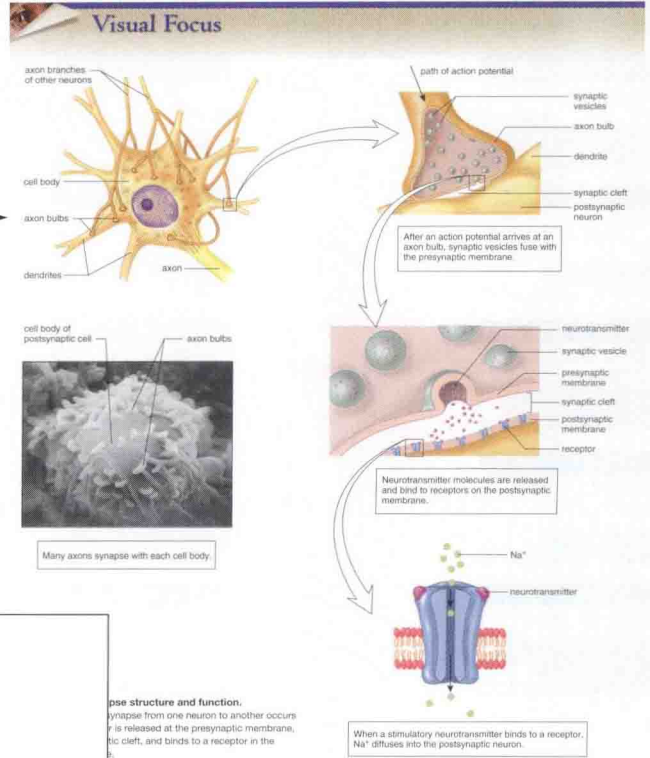 Visual Focus
axon branches
of other neurons
cell body
axon bulbs
dendrites
axon
path of action potential
synaptic
vesicles
axon bulb
dendrite
synaptic cleft
postsynaptic
neuron
After an action potential arrives at an
axon bulb, synaptic vesicles fuse with
the presynaptic membrane.
cell body of
postsynaptic cell
axon bulbs
Many axons synapse with each cell body.
neurotransmitter
synaptic vesicle
presynaptic
membrane
synaptic cleft
postsynaptic
membrane
receptor
Neurotransmitter molecules are released
and bind to receptors on the postsynaptic
membrane.
Na⁺
neurotransmitter
When a stimulatory neurotransmitter binds to a receptor,
Na⁺ diffuses into the postsynaptic neuron.
pse structure and function.
synapse from one neuron to another occurs
r is released at the presynaptic membrane,
tic cleft, and binds to a receptor in the
e.